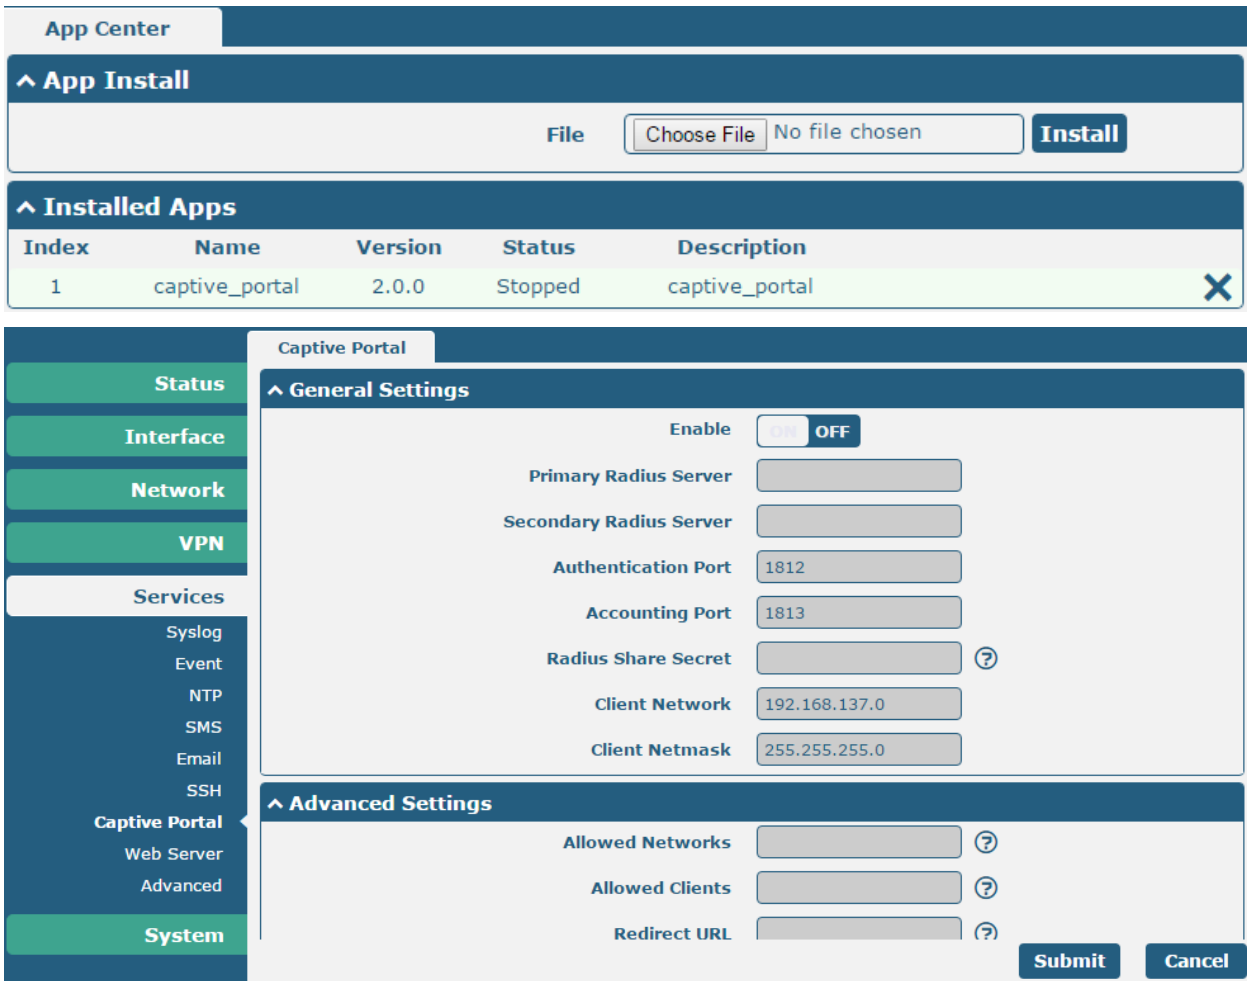 App Center
App Install
File Choose File No file chosen Install
Installed Apps
Index Name Version Status Description
1 captive_portal 2.0.0 Stopped captive_portal
Captive Portal
Status
Interface
Network
VPN
Services
Syslog
Event
NTP
SMS
Email
SSH
Captive Portal
Web Server
Advanced
System
General Settings
Enable ON OFF
Primary Radius Server
Secondary Radius Server
Authentication Port 1812
Accounting Port 1813
Radius Share Secret ?
Client Network 192.168.137.0
Client Netmask 255.255.255.0
Advanced Settings
Allowed Networks ?
Allowed Clients ?
Redirect URL ?
Submit Cancel